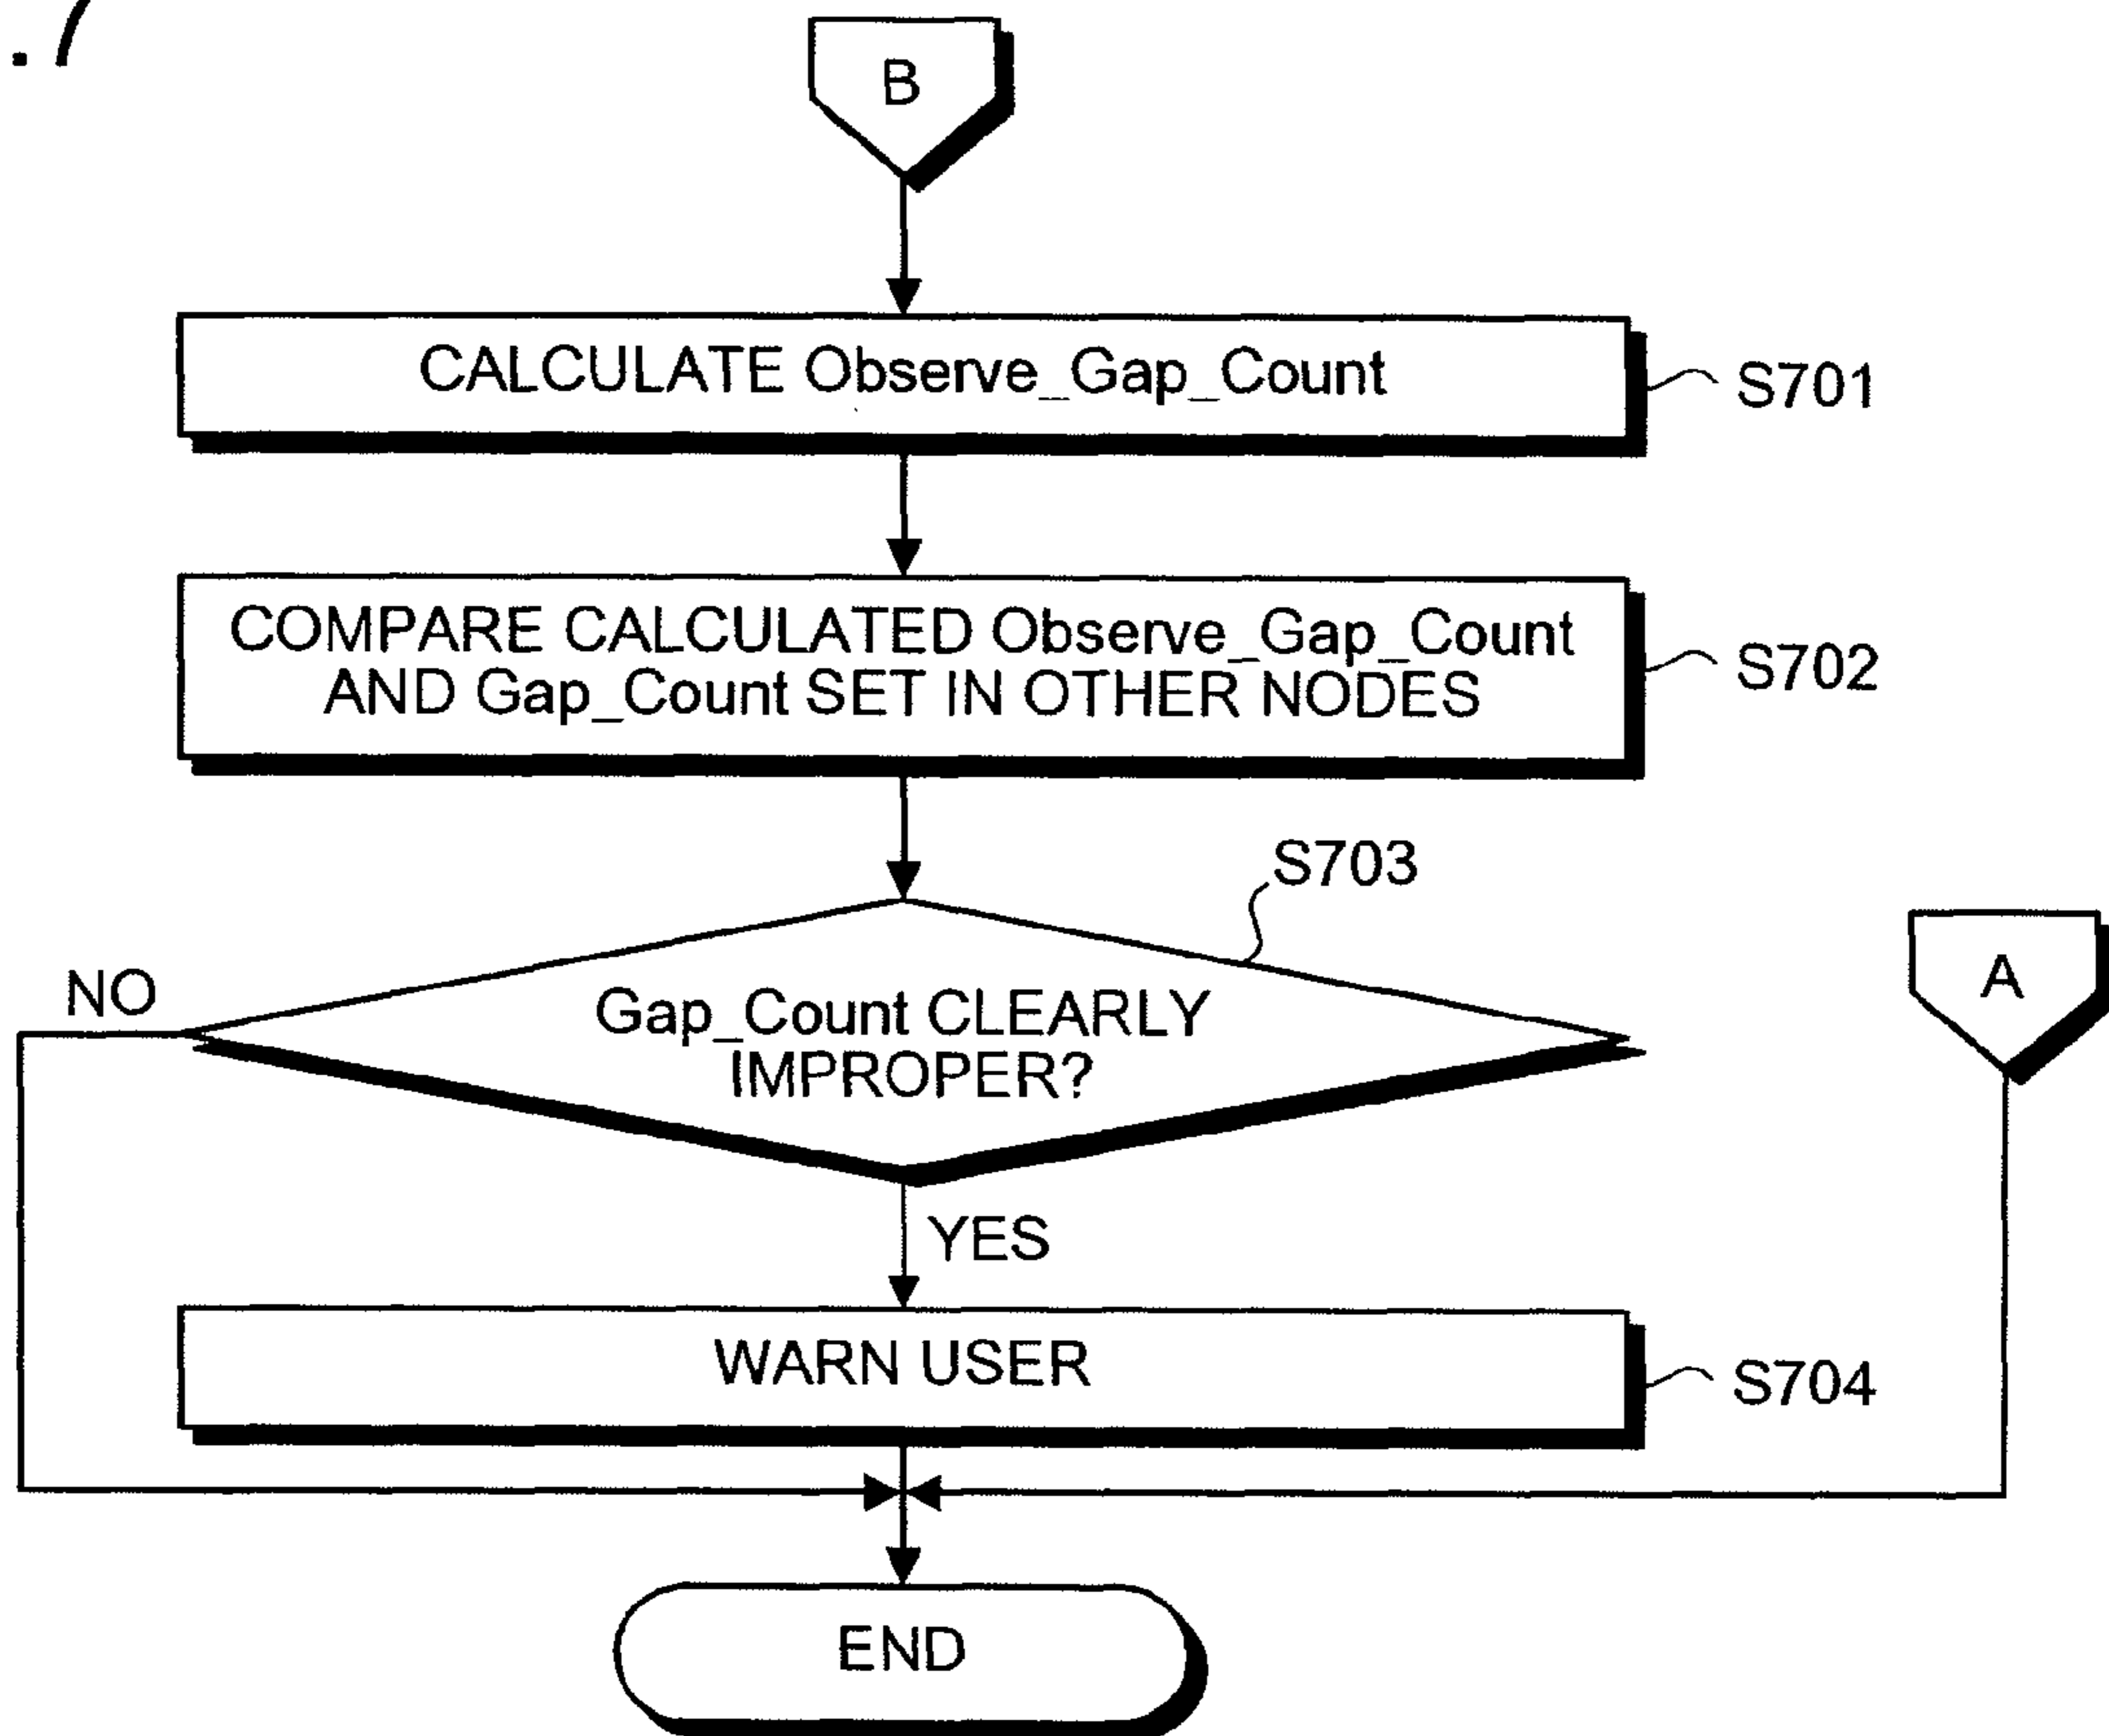 .7
B
CALCULATE Observe_Gap_Count
S701
COMPARE CALCULATED Observe_Gap_Count
AND Gap_Count SET IN OTHER NODES
S702
S703
NO
Gap_Count CLEARLY
IMPROPER?
A
YES
WARN USER
S704
END